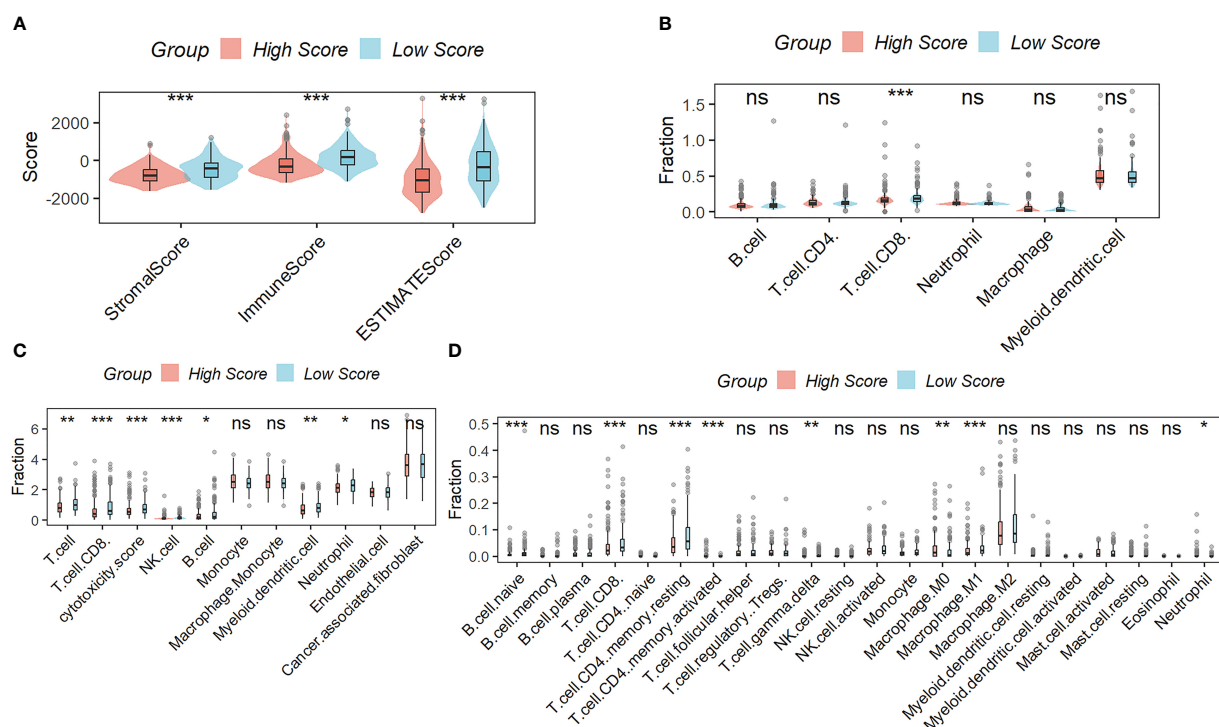 A
Group High Score Low Score
*** *** ***
Score
2000
0
-2000
StromalScore
ImmuneScore
ESTIMATEScore
B
Group High Score Low Score
ns ns *** ns ns ns
Fraction
1.5
1.0
0.5
0.0
B.cell
T.cell.CD4.
T.cell.CD8.
Neutrophil
Macrophage
Myeloid.dendritic.cell
C
Group High Score Low Score
** *** *** *** * ns ns ** * ns ns
Fraction
6
4
2
0
T.cell
T.cell.CD8.
cytotoxicity.score
NK.cell
B.cell
Monocyte
Macrophage.Monocyte
Myeloid.dendritic.cell
Neutrophil
Endothelial.cell
Cancer.associated.fibroblast
D
Group High Score Low Score
*** ns ns *** ns *** *** ns ns ** ns ns ns ** *** ns ns ns ns ns ns *
Fraction
0.5
0.4
0.3
0.2
0.1
0.0
B.cell.naive
B.cell.memory
B.cell.plasma
T.cell.CD8.
T.cell.CD4..naive
T.cell.CD4..memory.resting
T.cell.CD4..memory.activated
T.cell.follicular.helper
T.cell.regulatory..Tregs.
T.cell.gamma.delta
NK.cell.resting
NK.cell.activated
Monocyte
Macrophage.M0
Macrophage.M1
Macrophage.M2
Myeloid.dendritic.cell.resting
Myeloid.dendritic.cell.activated
Mast.cell.activated
Mast.cell.resting
Eosinophil
Neutrophil